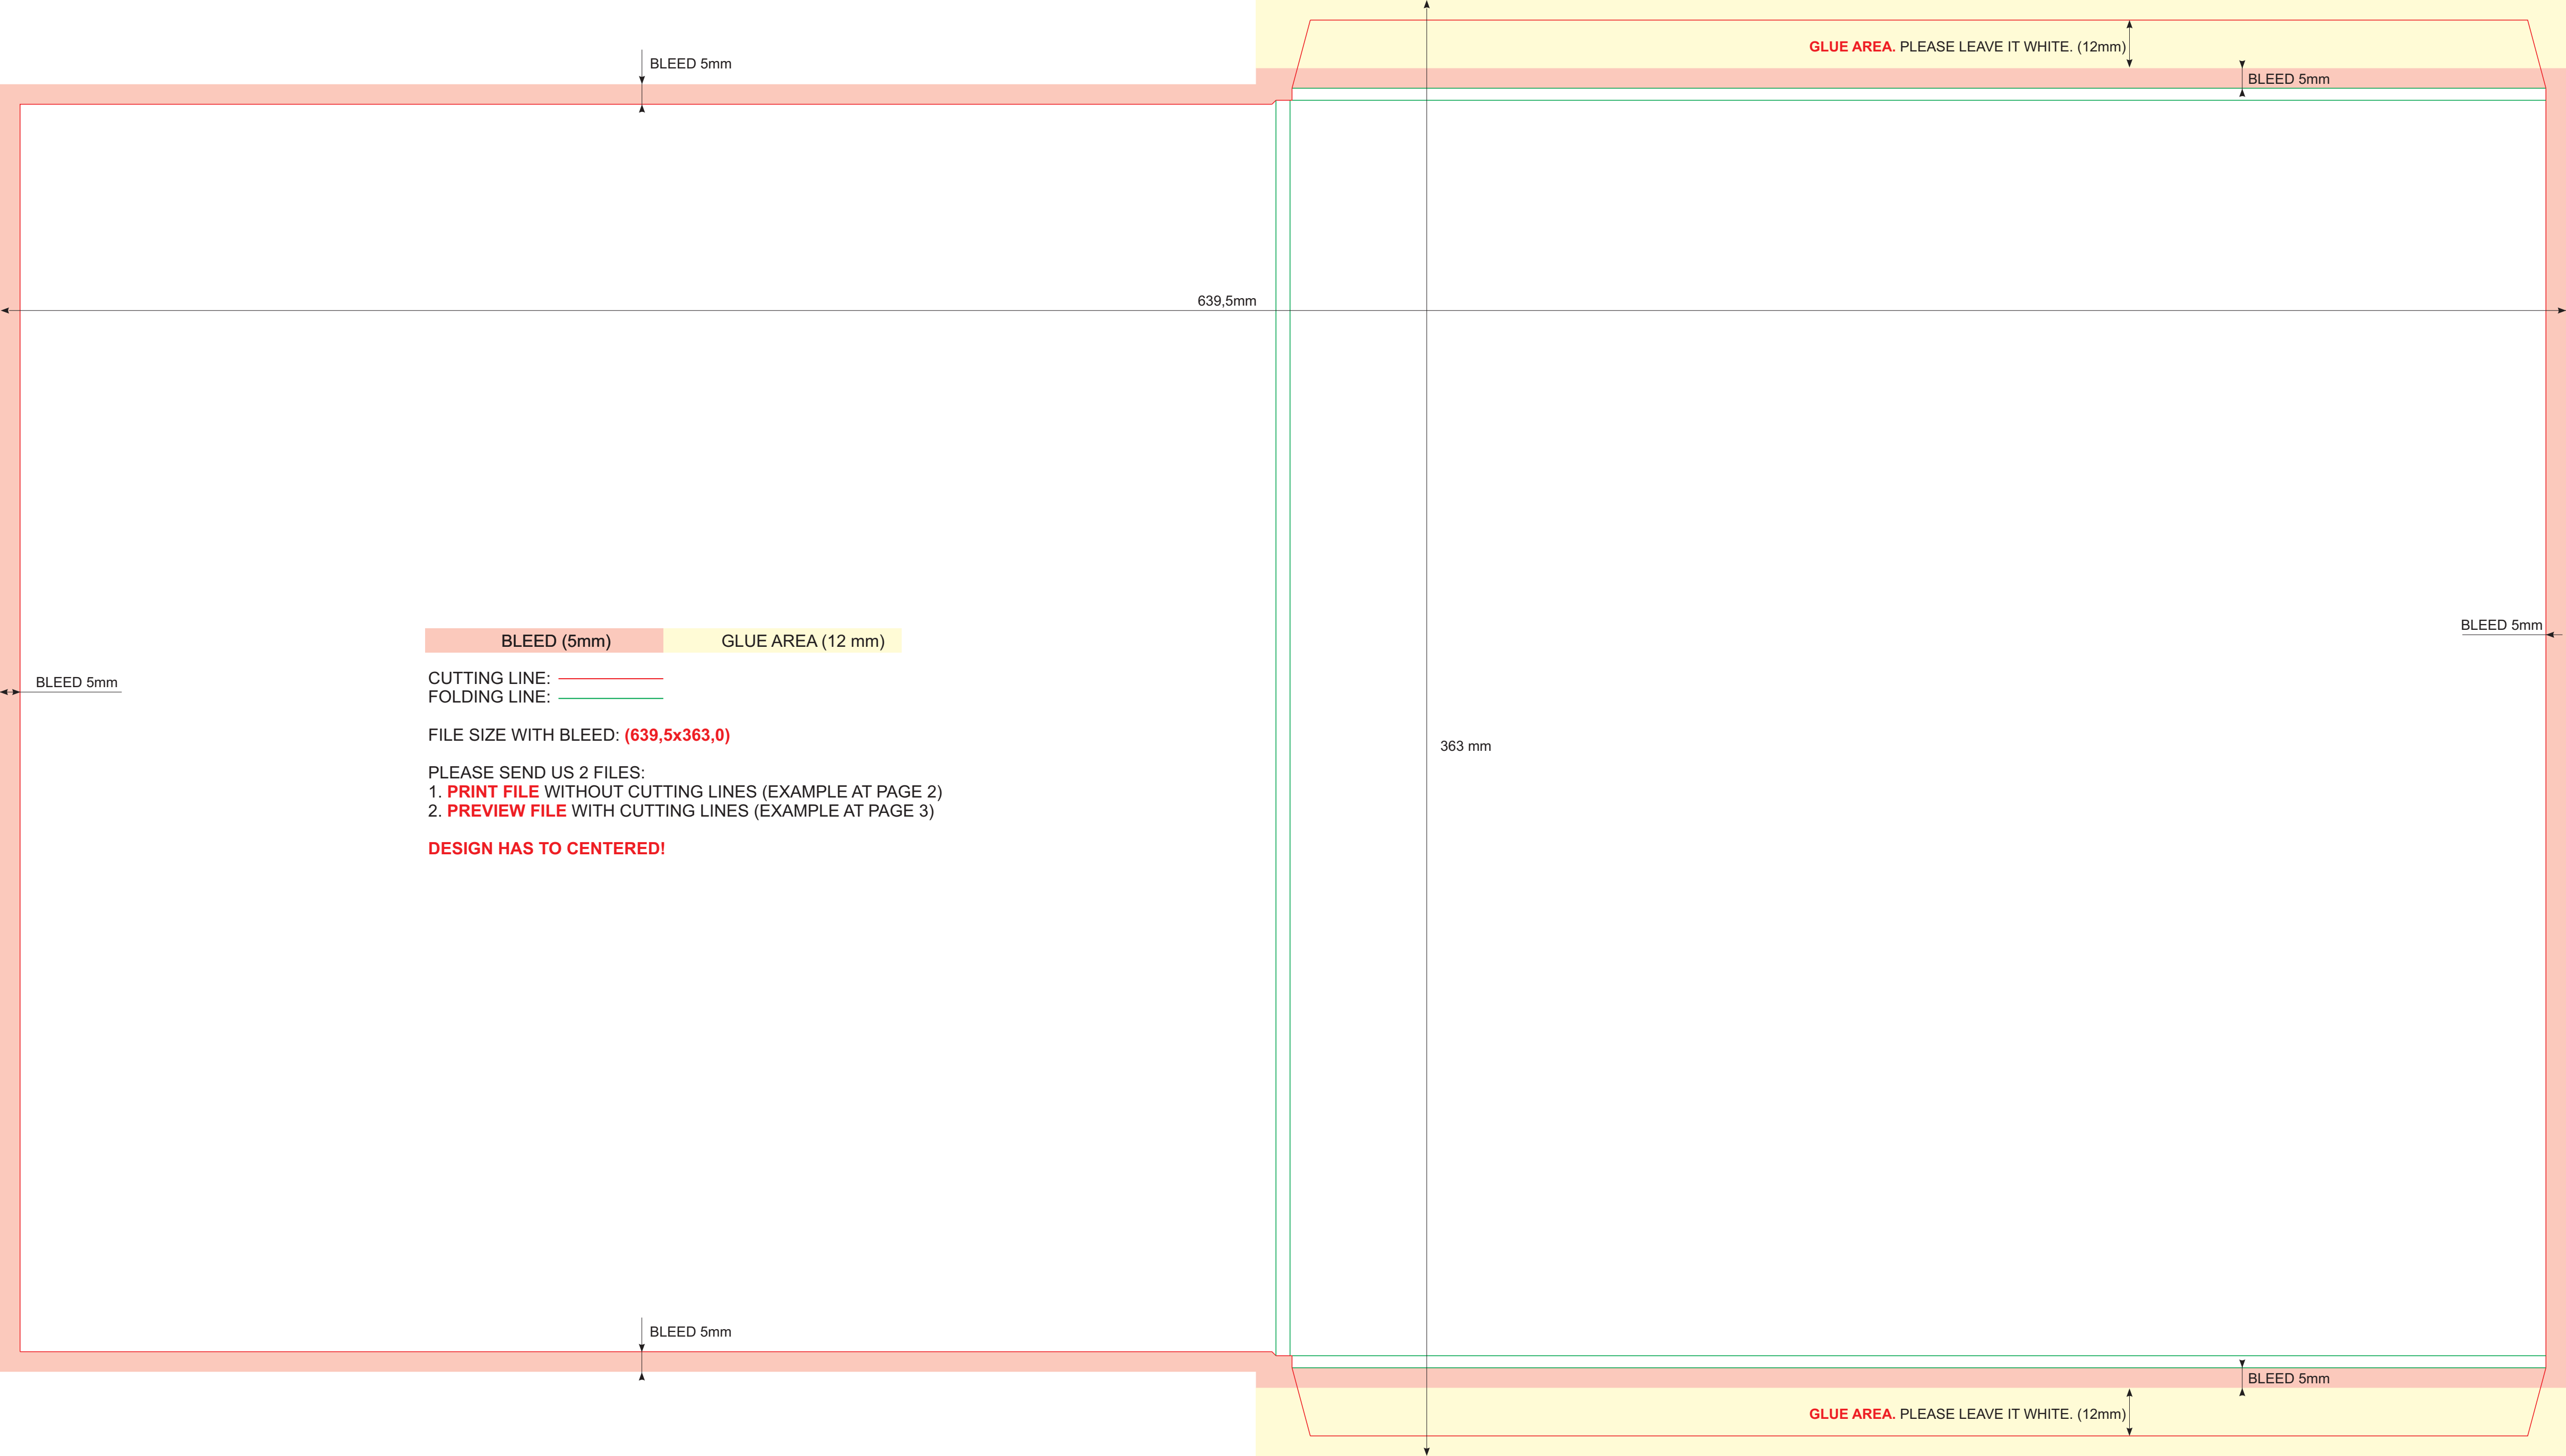 GLUE AREA. PLEASE LEAVE IT WHITE. (12mm)
BLEED 5mm
BLEED 5mm
639,5mm
BLEED 5mm
BLEED (5mm) GLUE AREA (12 mm)
CUTTING LINE:
FOLDING LINE:
BLEED 5mm
FILE SIZE WITH BLEED: (639,5x363,0)
363 mm
PLEASE SEND US 2 FILES:
1. PRINT FILE WITHOUT CUTTING LINES (EXAMPLE AT PAGE 2)
2. PREVIEW FILE WITH CUTTING LINES (EXAMPLE AT PAGE 3)
DESIGN HAS TO CENTERED!
BLEED 5mm
BLEED 5mm
GLUE AREA. PLEASE LEAVE IT WHITE. (12mm)